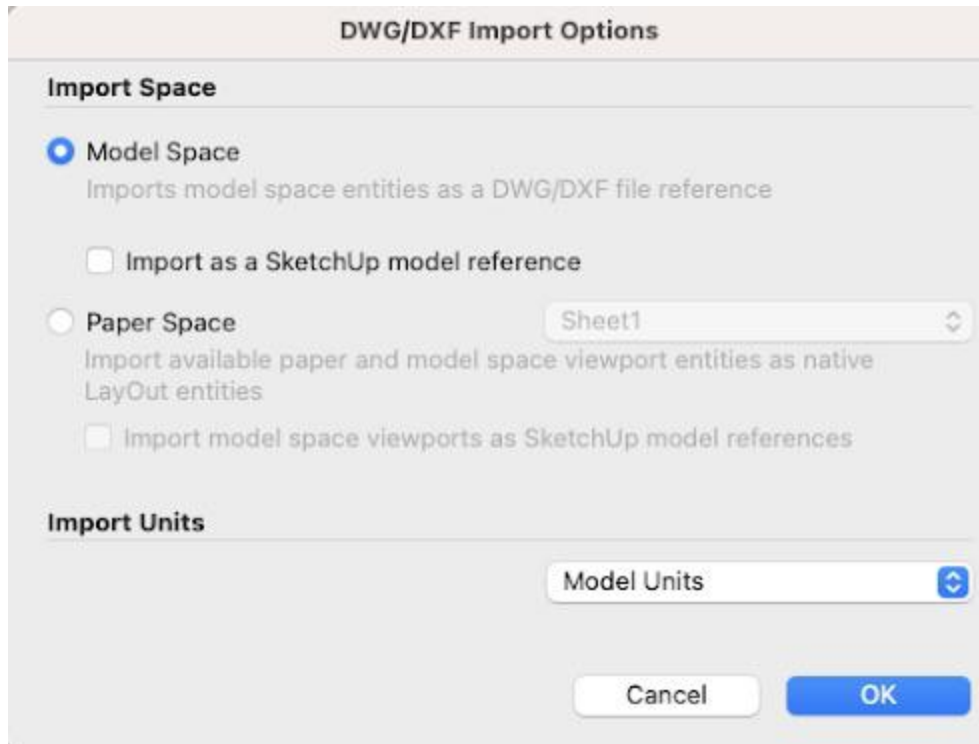 DWG/DXF Import Options
Import Space
Model Space
Imports model space entities as a DWG/DXF file reference
Import as a SketchUp model reference
Paper Space
Sheet1
Import available paper and model space viewport entities as native
LayOut entities
Import model space viewports as SketchUp model references
Import Units
Model Units
Cancel
OK